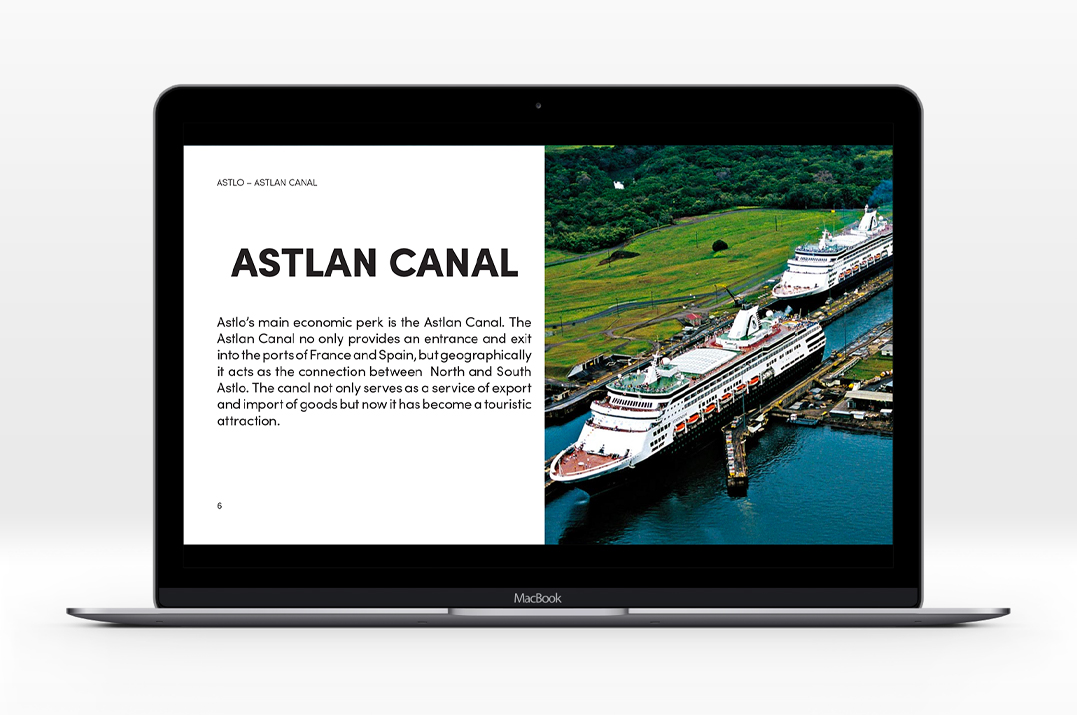 ASTLO – ASTLAN CANAL
ASTLAN CANAL
Astlo's main economic perk is the Astlan Canal. The
Astlan Canal no only provides an entrance and exit
into the ports of France and Spain, but geographically
it acts as the connection between North and South
Astlo. The canal not only serves as a service of export
and import of goods but now it has become a touristic
attraction.
6
MacBook